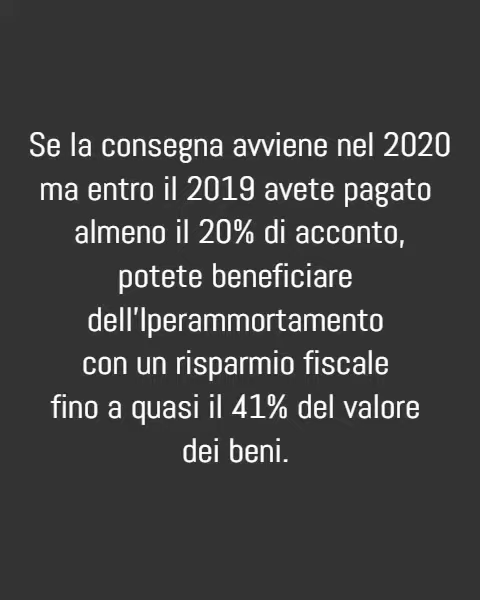 Se la consegna avviene nel 2020
ma entro il 2019 avete pagato
almeno il 20% di acconto,
potete beneficiare
dell'Iperammortamento
con un risparmio fiscale
fino a quasi il 41% del valore
dei beni.